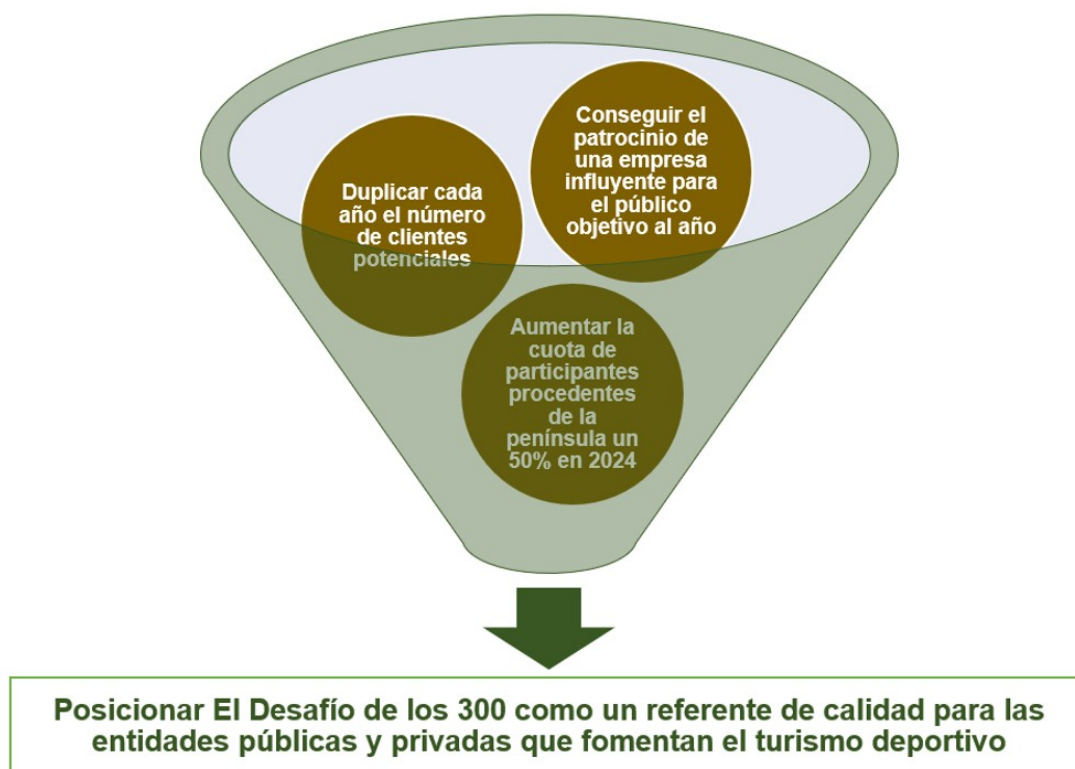 Conseguir el
patrocinio de
una empresa
influyente para
el público
objetivo al año
Duplicar cada
año el número
de clientes
potenciales
Aumentar la
cuota de
participantes
procedentes
de la
península un
50% en 2024
Posicionar El Desafío de los 300 como un referente de calidad para las
entidades públicas y privadas que fomentan el turismo deportivo